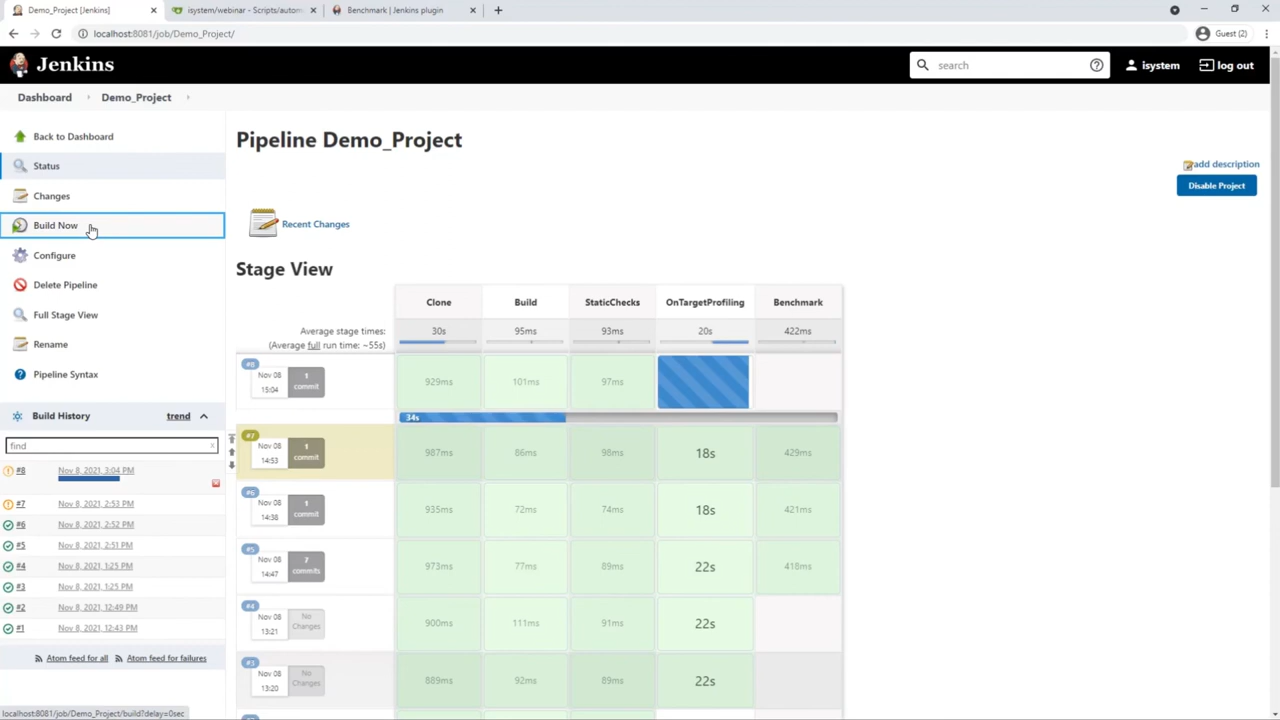 Demo_Project [Jenkins]
isystem/webinar - Scripts/autom
Benchmark | Jenkins plugin
localhost:8081/job/Demo_Project/
Guest (2)
Jenkins
search
isystem
log out
Dashboard
Demo_Project
Back to Dashboard
Status
Changes
Build Now
Configure
Delete Pipeline
Full Stage View
Rename
Pipeline Syntax
Build History
trend
find
x
#8 Nov 8, 2021, 3:04 PM
#7 Nov 8, 2021, 2:53 PM
#6 Nov 8, 2021, 2:52 PM
#5 Nov 8, 2021, 2:51 PM
#4 Nov 8, 2021, 1:25 PM
#3 Nov 8, 2021, 1:25 PM
#2 Nov 8, 2021, 12:49 PM
#1 Nov 8, 2021, 12:43 PM
Atom feed for all Atom feed for failures
localhost:8081/job/Demo_Project/build?delay=0sec
Pipeline Demo_Project
add description
Disable Project
Recent Changes
Stage View
Clone Build StaticChecks OnTargetProfiling Benchmark
Average stage times:
(Average full run time: ~55s)
30s 95ms 93ms 20s 422ms
#8
Nov 08
15:04
1
commit
929ms 101ms 97ms
34s
#7
Nov 08
14:53
1
commit
987ms 86ms 98ms 18s 429ms
#6
Nov 08
14:38
1
commit
935ms 72ms 74ms 18s 421ms
#5
Nov 08
14:47
7
commits
973ms 77ms 89ms 22s 418ms
#4
Nov 08
13:21
No
Changes
900ms 111ms 91ms 22s
#3
Nov 08
13:20
No
Changes
889ms 92ms 89ms 22s